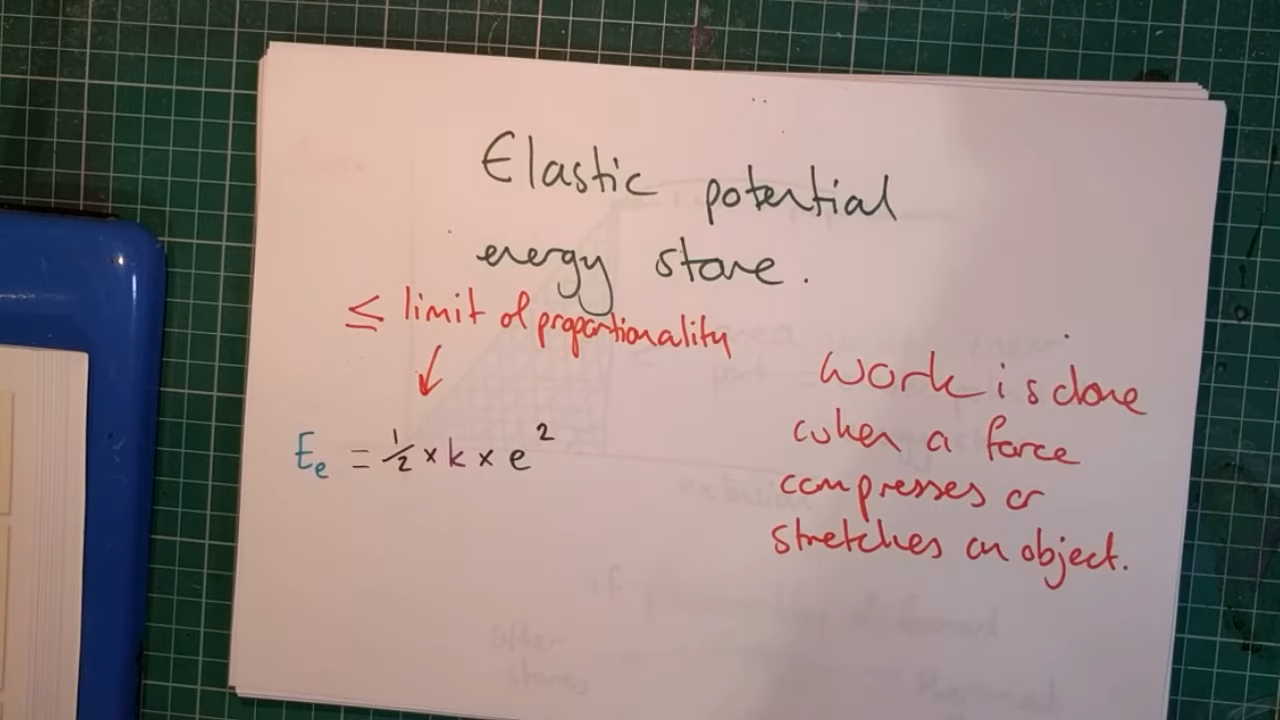 Elastic potential
energy store.
≤ limit of proportionality
↓
Ee = ½ × k × e²
Work is done
when a force
compresses or
stretches an object.